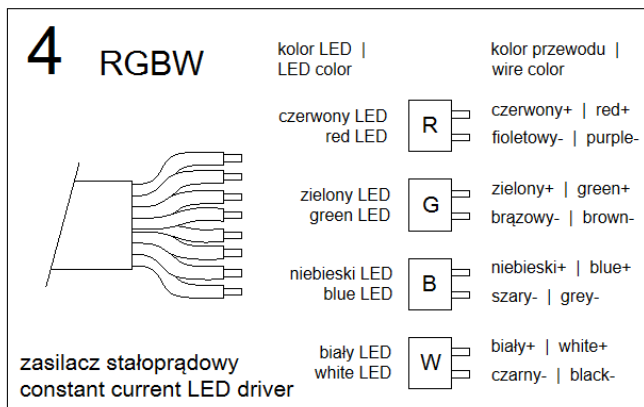 4 RGBW
kolor LED |
LED color
kolor przewodu |
wire color
czerwony LED
red LED
R
czerwony+ | red+
fioletowy- | purple-
zielony LED
green LED
G
zielony+ | green+
brązowy- | brown-
niebieski LED
blue LED
B
niebieski+ | blue+
szary- | grey-
biały LED
white LED
W
biały+ | white+
czarny- | black-
zasilacz stałoprądowy
constant current LED driver